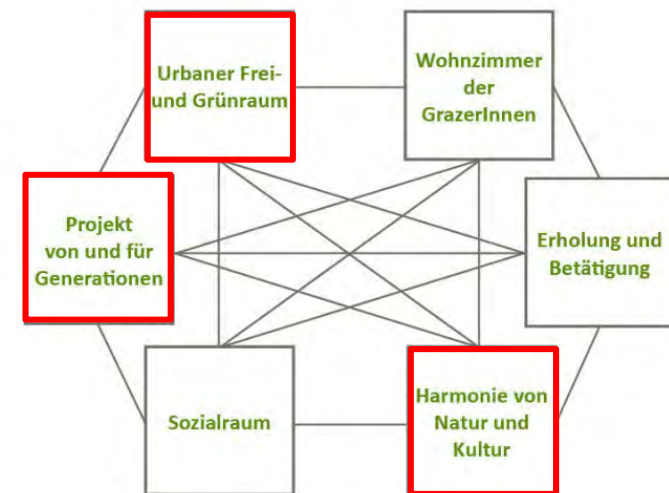 Urbaner Frei-
und Grünraum
Wohnzimmer
der
GrazerInnen
Projekt
von und für
Generationen
Erholung und
Betätigung
Sozialraum
Harmonie von
Natur und
Kultur